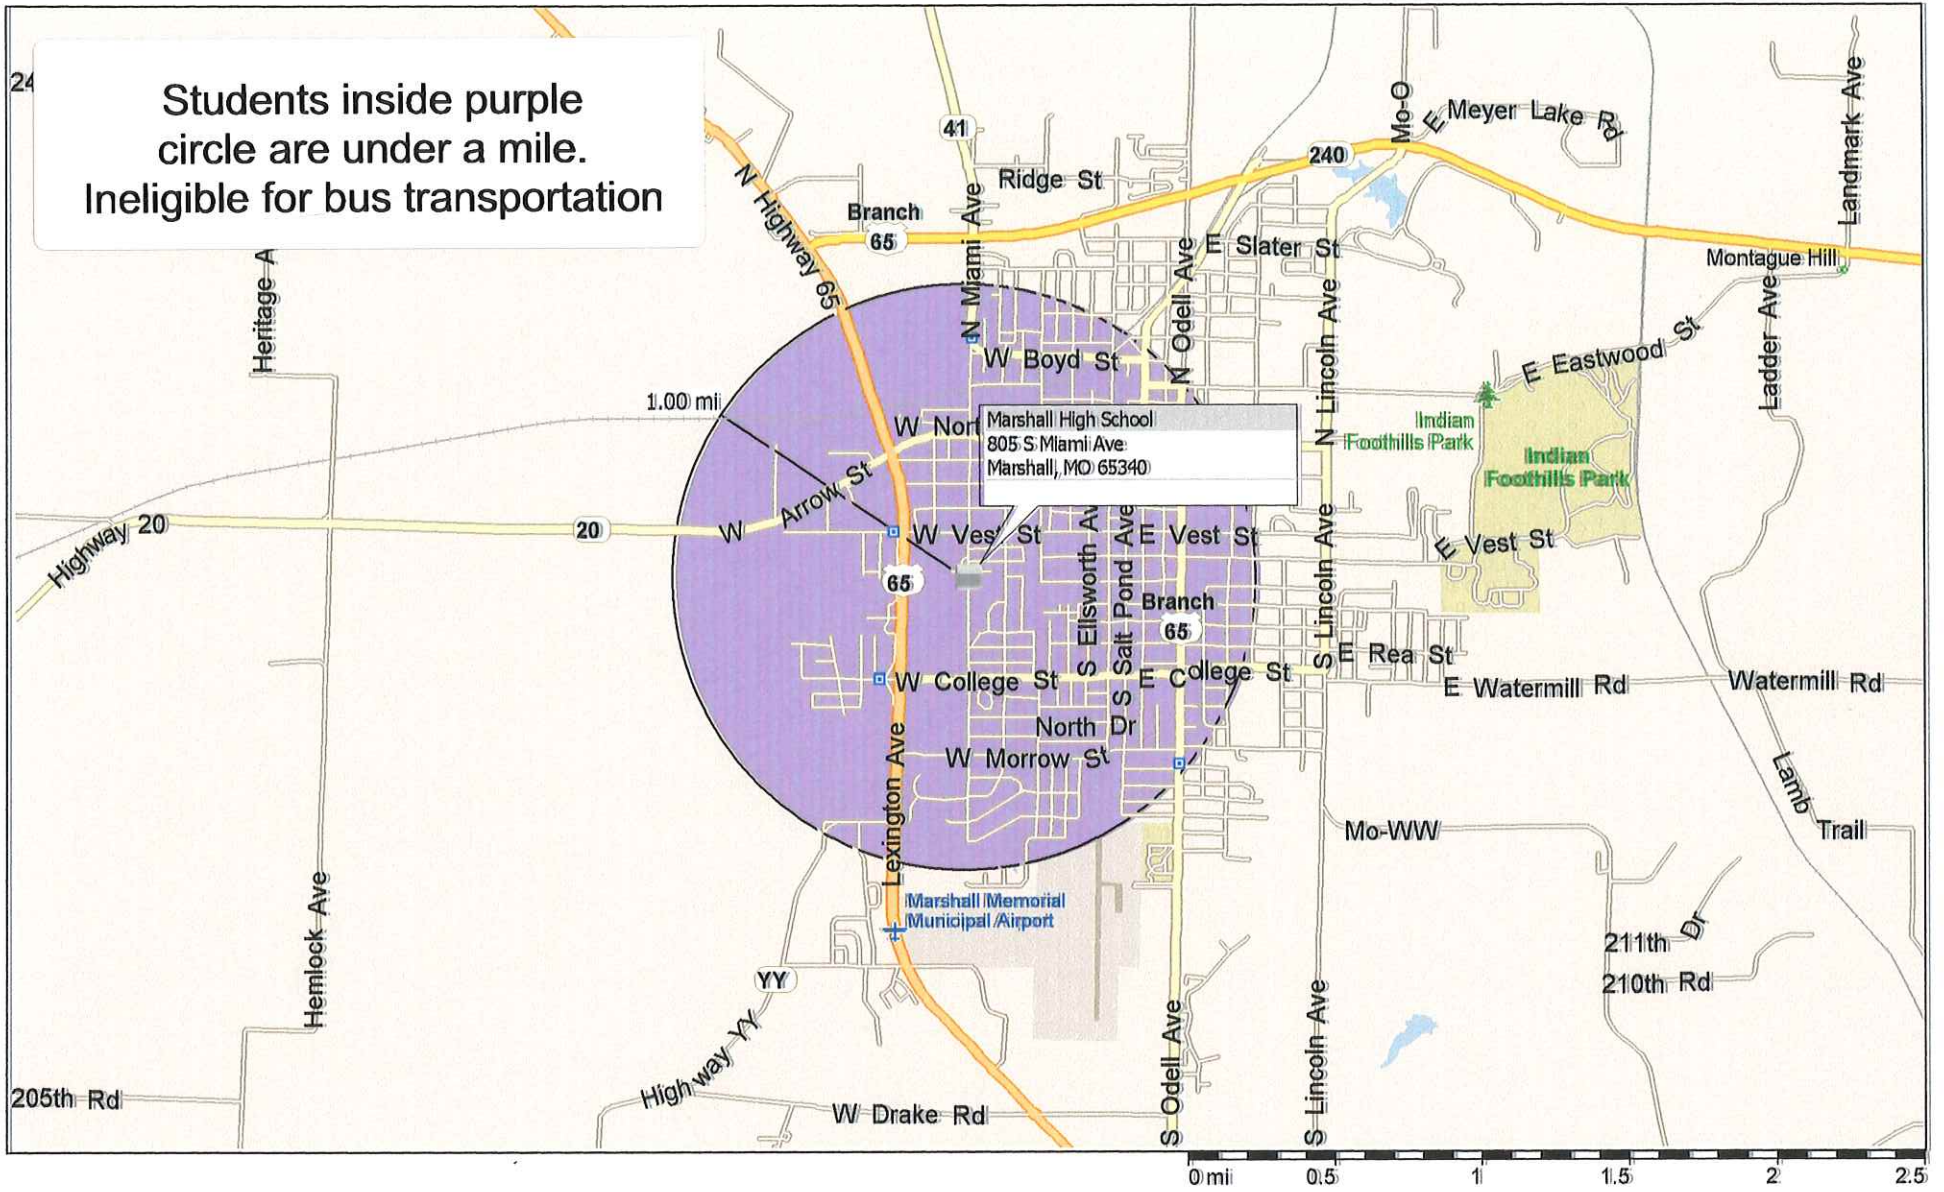 24
Students inside purple
circle are under a mile.
Ineligible for bus transportation
41
Mo-O
E Meyer Lake Rd
Landmark Ave
240
N Highway 65
Ridge St
Branch
65
N Miami Ave
E Slater St
Montague Hill
Heritage A
N Odell Ave
N Lincoln Ave
Ladder Ave
E Eastwood St
W Boyd St
1.00 mi
W Nort
Marshall High School
805 S Miami Ave
Marshall, MO 65340
Indian
Foothills Park
Indian
Foothills Park
W Arrow St
Highway 20
20
W Vest St
E Vest St
E Vest St
65
S Ellsworth Av
S Salt Pond Ave
S Lincoln Ave
Branch
65
E Rea St
W College St
E College St
E Watermill Rd
Watermill Rd
North Dr
W Morrow St
Lexington Ave
Lamb Trail
Mo-WW
Hemlock Ave
Marshall Memorial
Municipal Airport
211th Dr
210th Rd
YY
Highway YY
S Odell Ave
S Lincoln Ave
205th Rd
W Drake Rd
0 mi 0.5 1 1.5 2 2.5